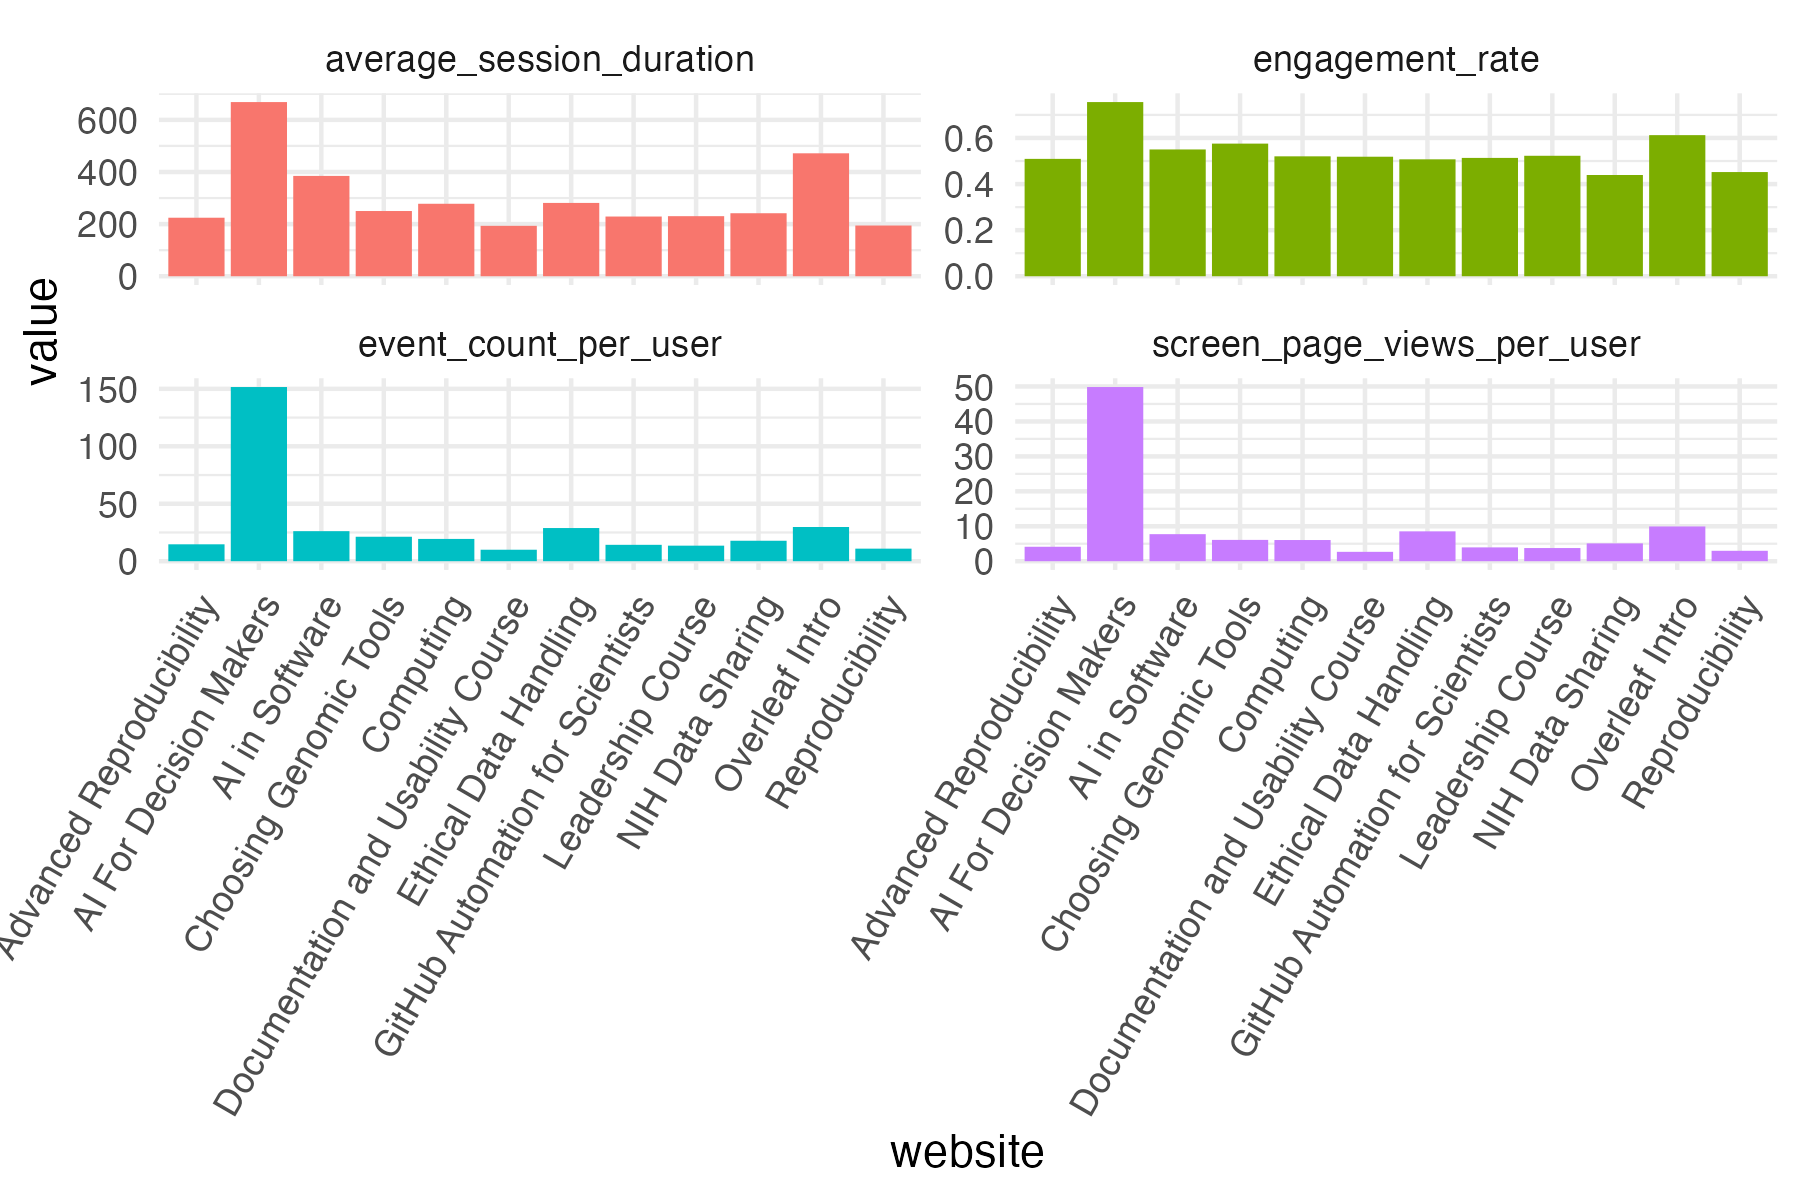 average_session_duration
engagement_rate
600
400
200
0
0.6
0.4
0.2
0.0
value
event_count_per_user
screen_page_views_per_user
150
100
50
0
50
40
30
20
10
0
Advanced Reproducibility
AI For Decision Makers
AI in Software
Choosing Genomic Tools
Computing
Documentation and Usability Course
Ethical Data Handling
GitHub Automation for Scientists
Leadership Course
NIH Data Sharing
Overleaf Intro
Reproducibility
Advanced Reproducibility
AI For Decision Makers
AI in Software
Choosing Genomic Tools
Computing
Documentation and Usability Course
Ethical Data Handling
GitHub Automation for Scientists
Leadership Course
NIH Data Sharing
Overleaf Intro
Reproducibility
website